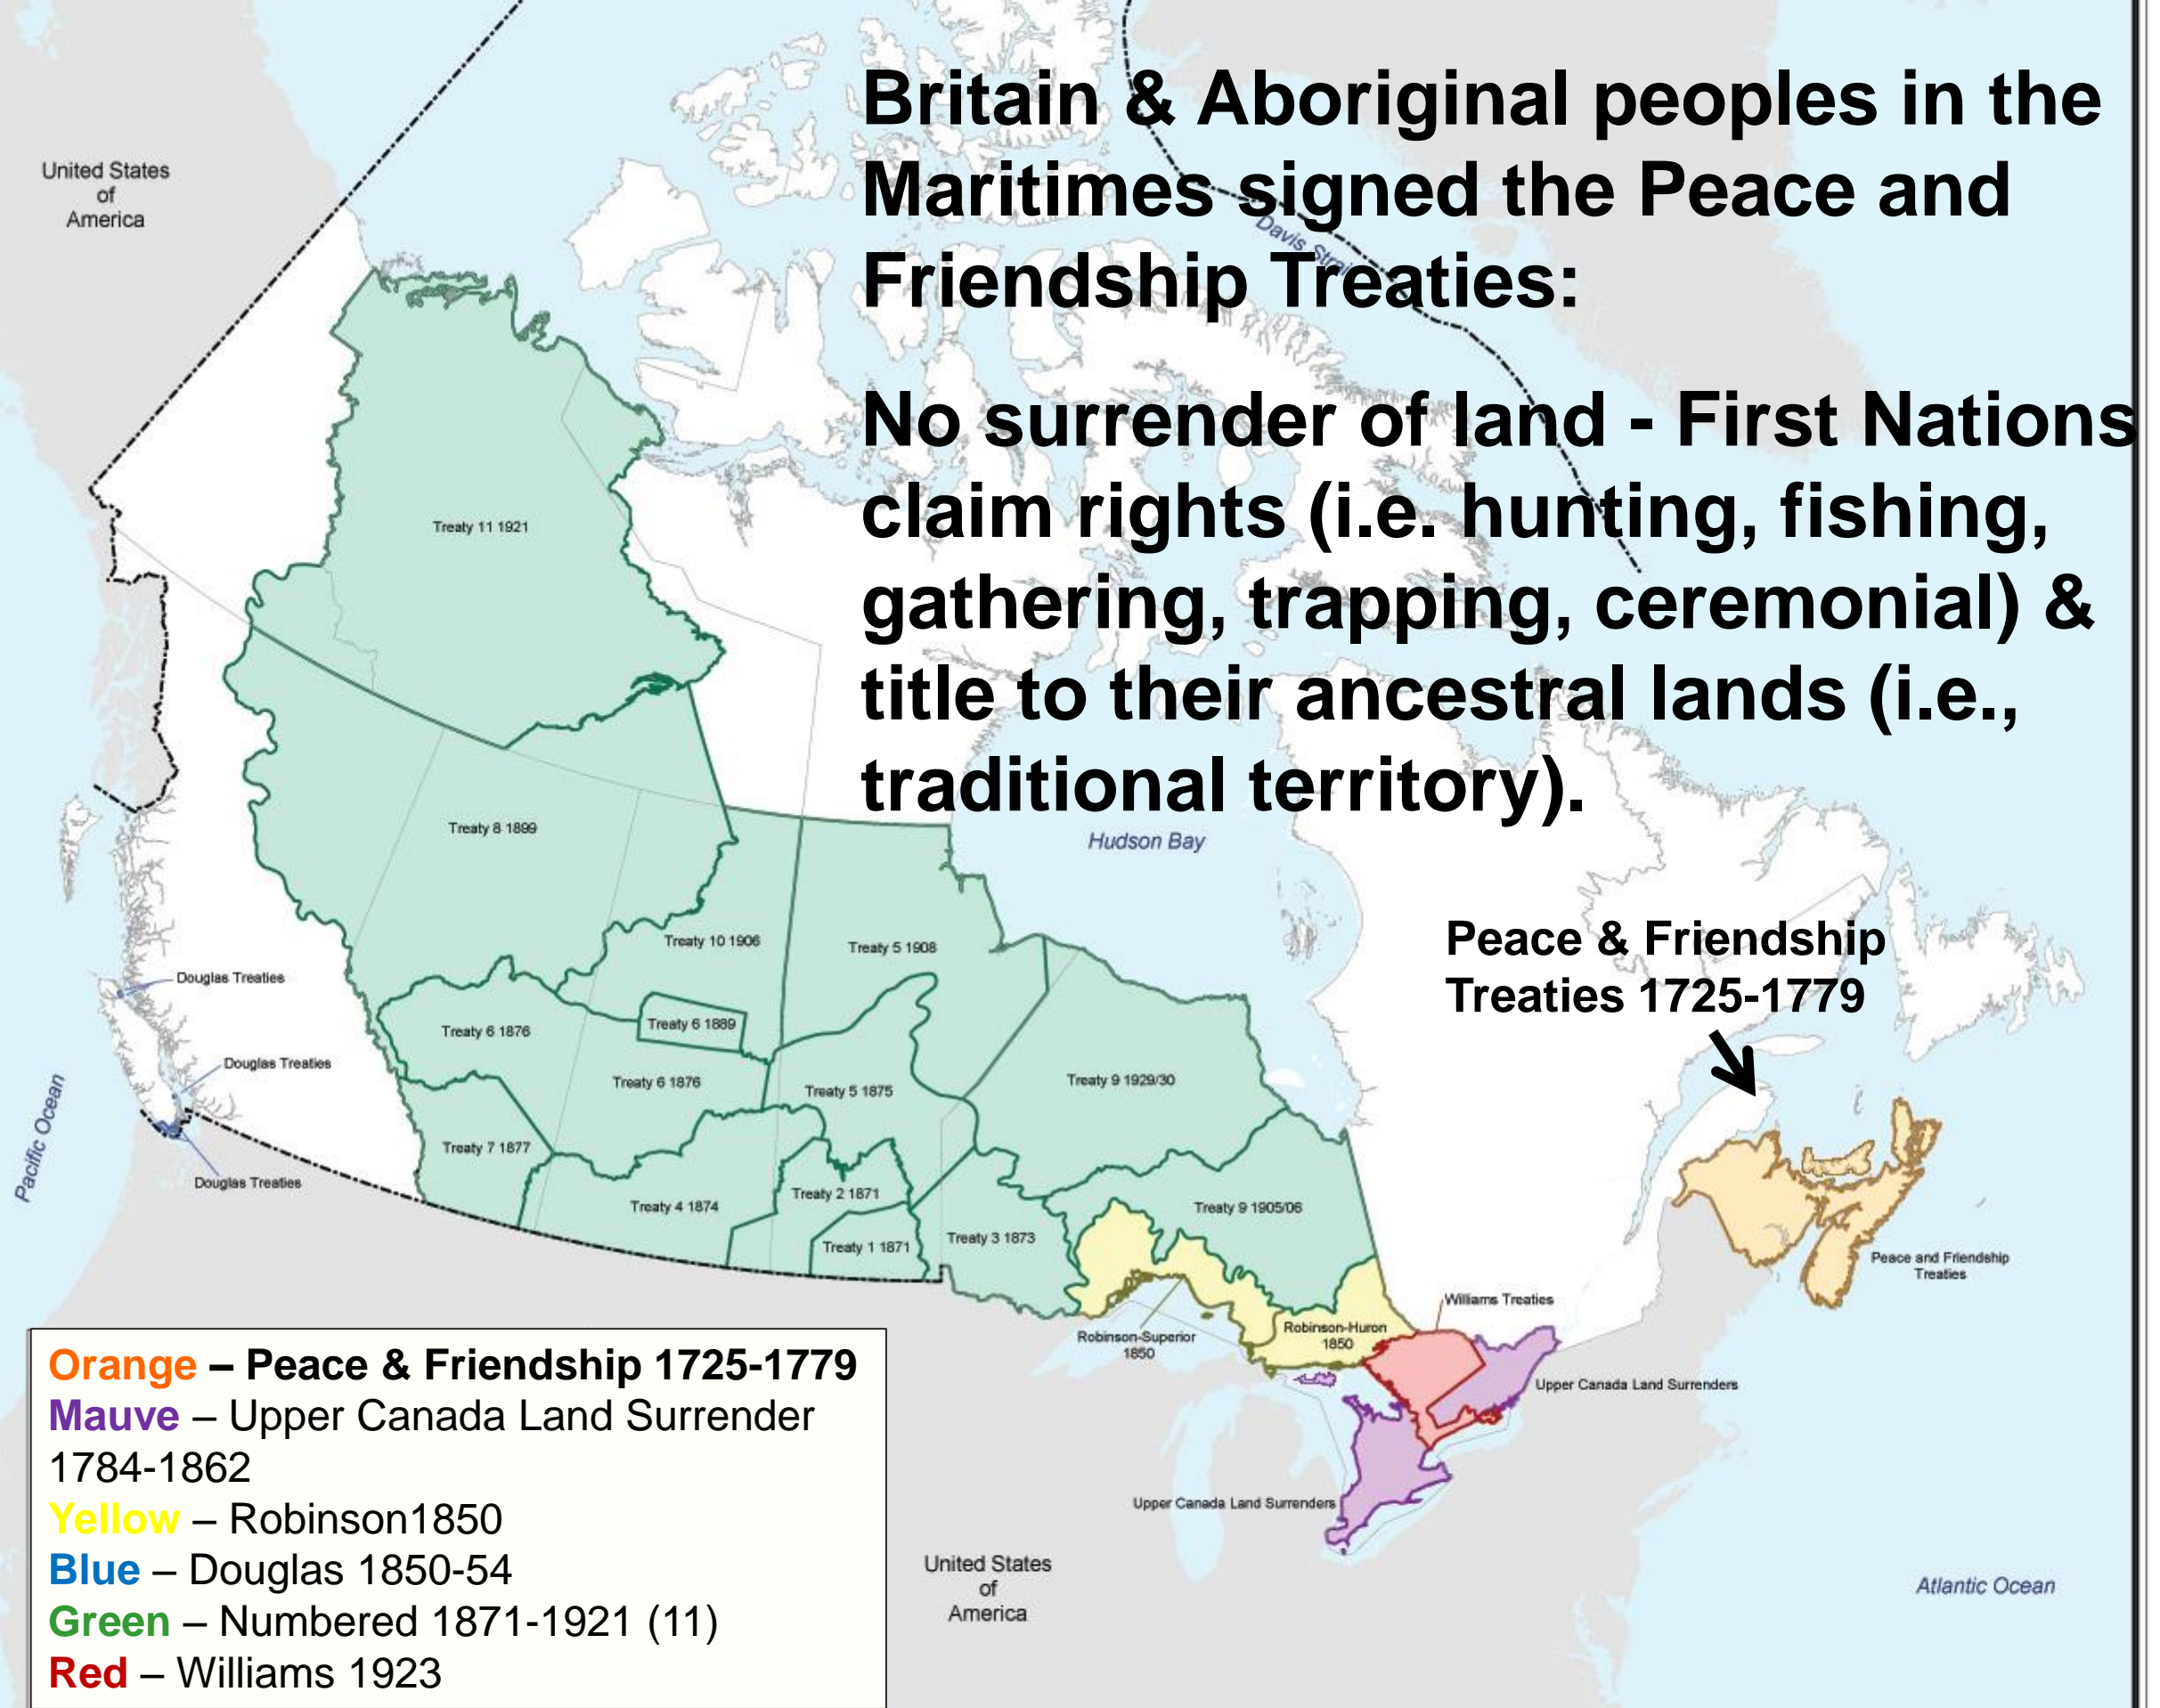 Britain & Aboriginal peoples in the
Maritimes signed the Peace and
Friendship Treaties:
No surrender of land - First Nations
claim rights (i.e. hunting, fishing,
gathering, trapping, ceremonial) &
title to their ancestral lands (i.e.,
traditional territory).
United States
of
America
Davis Strait
Treaty 11 1921
Treaty 8 1899
Hudson Bay
Peace & Friendship
Treaties 1725-1779
Treaty 10 1906
Treaty 5 1908
Douglas Treaties
Treaty 6 1876
Treaty 6 1889
Douglas Treaties
Treaty 6 1876
Treaty 5 1875
Treaty 9 1929/30
Pacific Ocean
Treaty 7 1877
Douglas Treaties
Treaty 4 1874
Treaty 2 1871
Treaty 1 1871
Treaty 3 1873
Treaty 9 1905/06
Peace and Friendship
Treaties
Williams Treaties
Robinson-Superior
1850
Robinson-Huron
1850
Upper Canada Land Surrenders
Upper Canada Land Surrenders
United States
of
America
Atlantic Ocean
Orange – Peace & Friendship 1725-1779
Mauve – Upper Canada Land Surrender
1784-1862
Yellow – Robinson1850
Blue – Douglas 1850-54
Green – Numbered 1871-1921 (11)
Red – Williams 1923